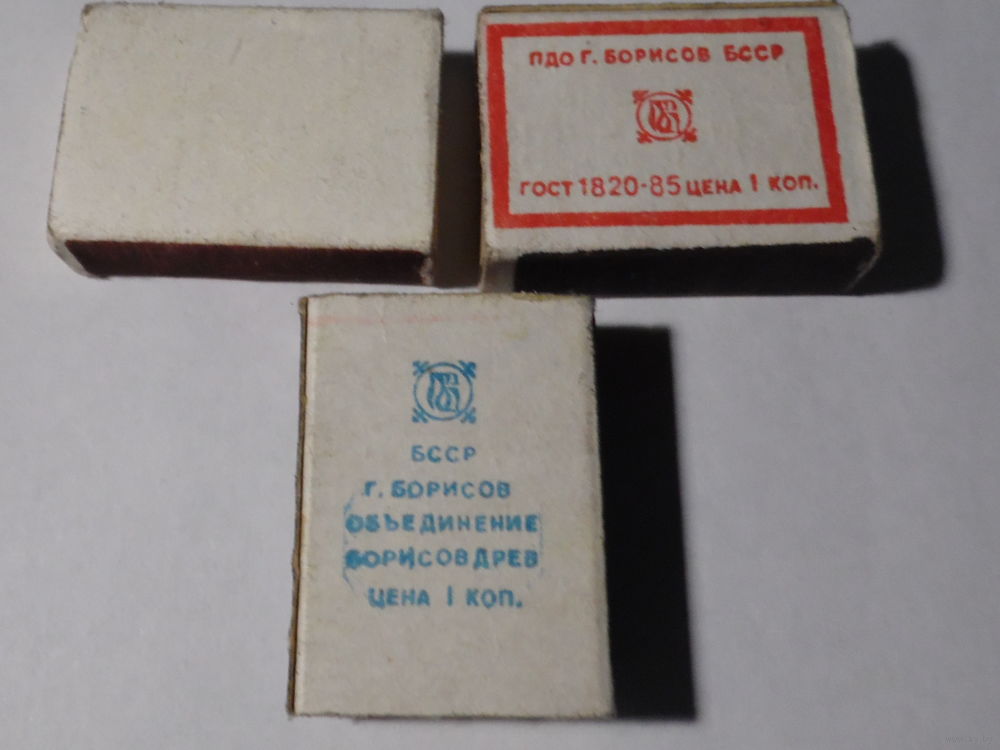 ПДО Г. БОРИСОВ БССР
ГОСТ 1820-85 ЦЕНА 1 КОП.
БССР
Г. БОРИСОВ
ОБЪЕДИНЕНИЕ
БОРИСОВДРЕВ
ЦЕНА 1 КОП.